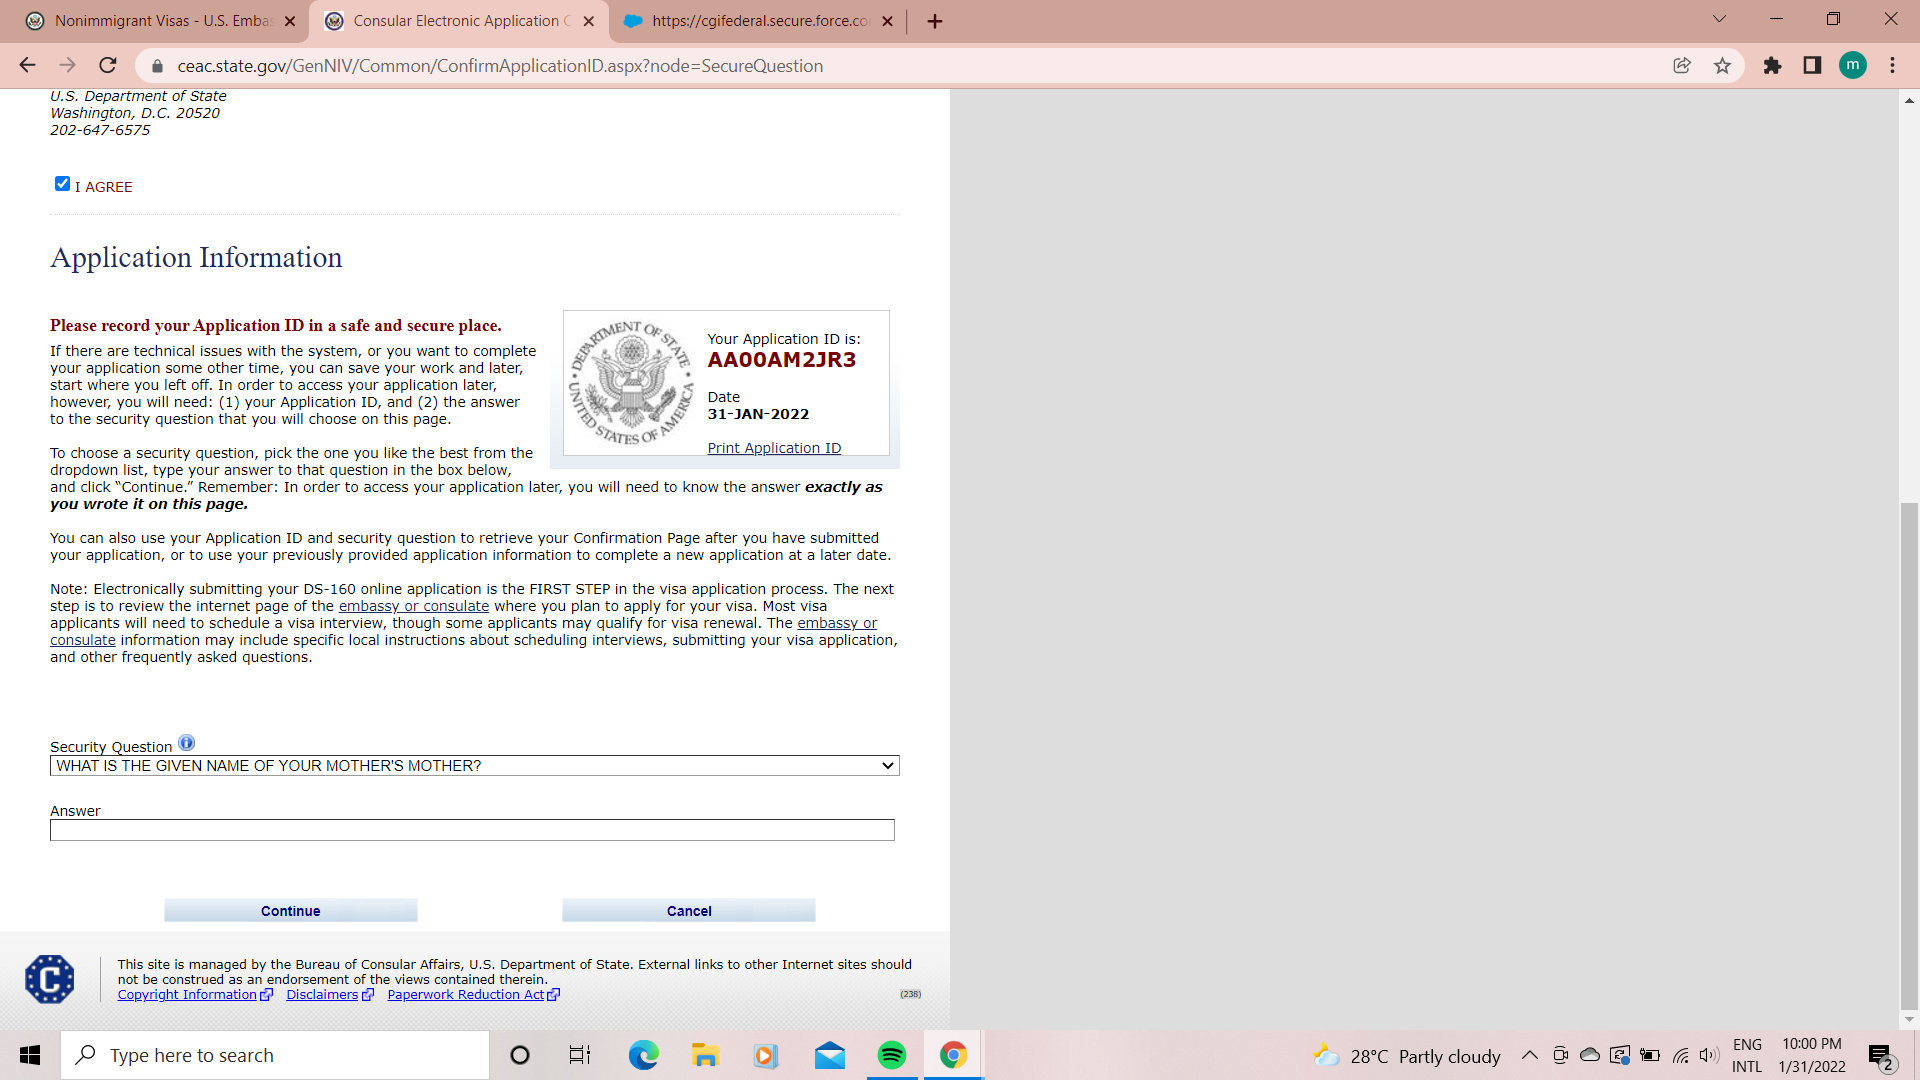 Nonimmigrant Visas - U.S. Embas
Consular Electronic Application C
https://cgifederal.secure.force.co
ceac.state.gov/GenNIV/Common/ConfirmApplicationID.aspx?node=SecureQuestion
m
U.S. Department of State
Washington, D.C. 20520
202-647-6575
I AGREE
Application Information
Please record your Application ID in a safe and secure place.
If there are technical issues with the system, or you want to complete
your application some other time, you can save your work and later,
start where you left off. In order to access your application later,
however, you will need: (1) your Application ID, and (2) the answer
to the security question that you will choose on this page.
DEPARTMENT OF STATE
UNITED STATES OF AMERICA
Your Application ID is:
AA00AM2JR3
Date
31-JAN-2022
Print Application ID
To choose a security question, pick the one you like the best from the
dropdown list, type your answer to that question in the box below,
and click “Continue.” Remember: In order to access your application later, you will need to know the answer exactly as
you wrote it on this page.
You can also use your Application ID and security question to retrieve your Confirmation Page after you have submitted
your application, or to use your previously provided application information to complete a new application at a later date.
Note: Electronically submitting your DS-160 online application is the FIRST STEP in the visa application process. The next
step is to review the internet page of the embassy or consulate where you plan to apply for your visa. Most visa
applicants will need to schedule a visa interview, though some applicants may qualify for visa renewal. The embassy or
consulate information may include specific local instructions about scheduling interviews, submitting your visa application,
and other frequently asked questions.
Security Question
WHAT IS THE GIVEN NAME OF YOUR MOTHER'S MOTHER?
Answer
Continue
Cancel
C
This site is managed by the Bureau of Consular Affairs, U.S. Department of State. External links to other Internet sites should
not be construed as an endorsement of the views contained therein.
Copyright Information Disclaimers Paperwork Reduction Act
(238)
Type here to search
28°C Partly cloudy
ENG
INTL
10:00 PM
1/31/2022
2